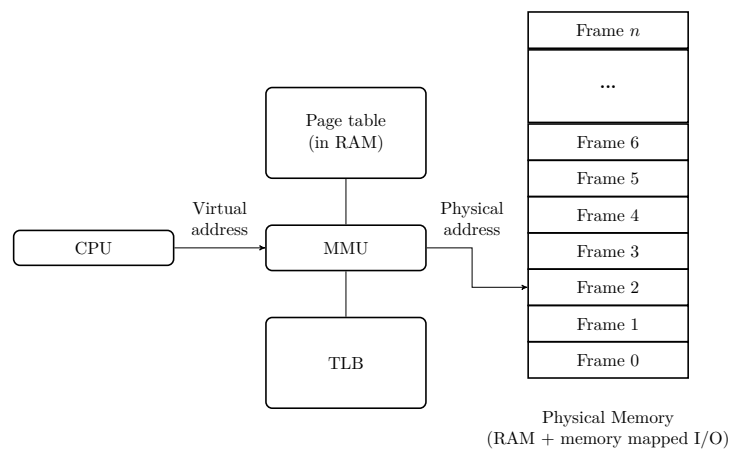 Frame n
...
Page table
(in RAM)
Frame 6
Frame 5
Virtual
address
Physical
address
Frame 4
CPU
MMU
Frame 3
Frame 2
Frame 1
TLB
Frame 0
Physical Memory
(RAM + memory mapped I/O)